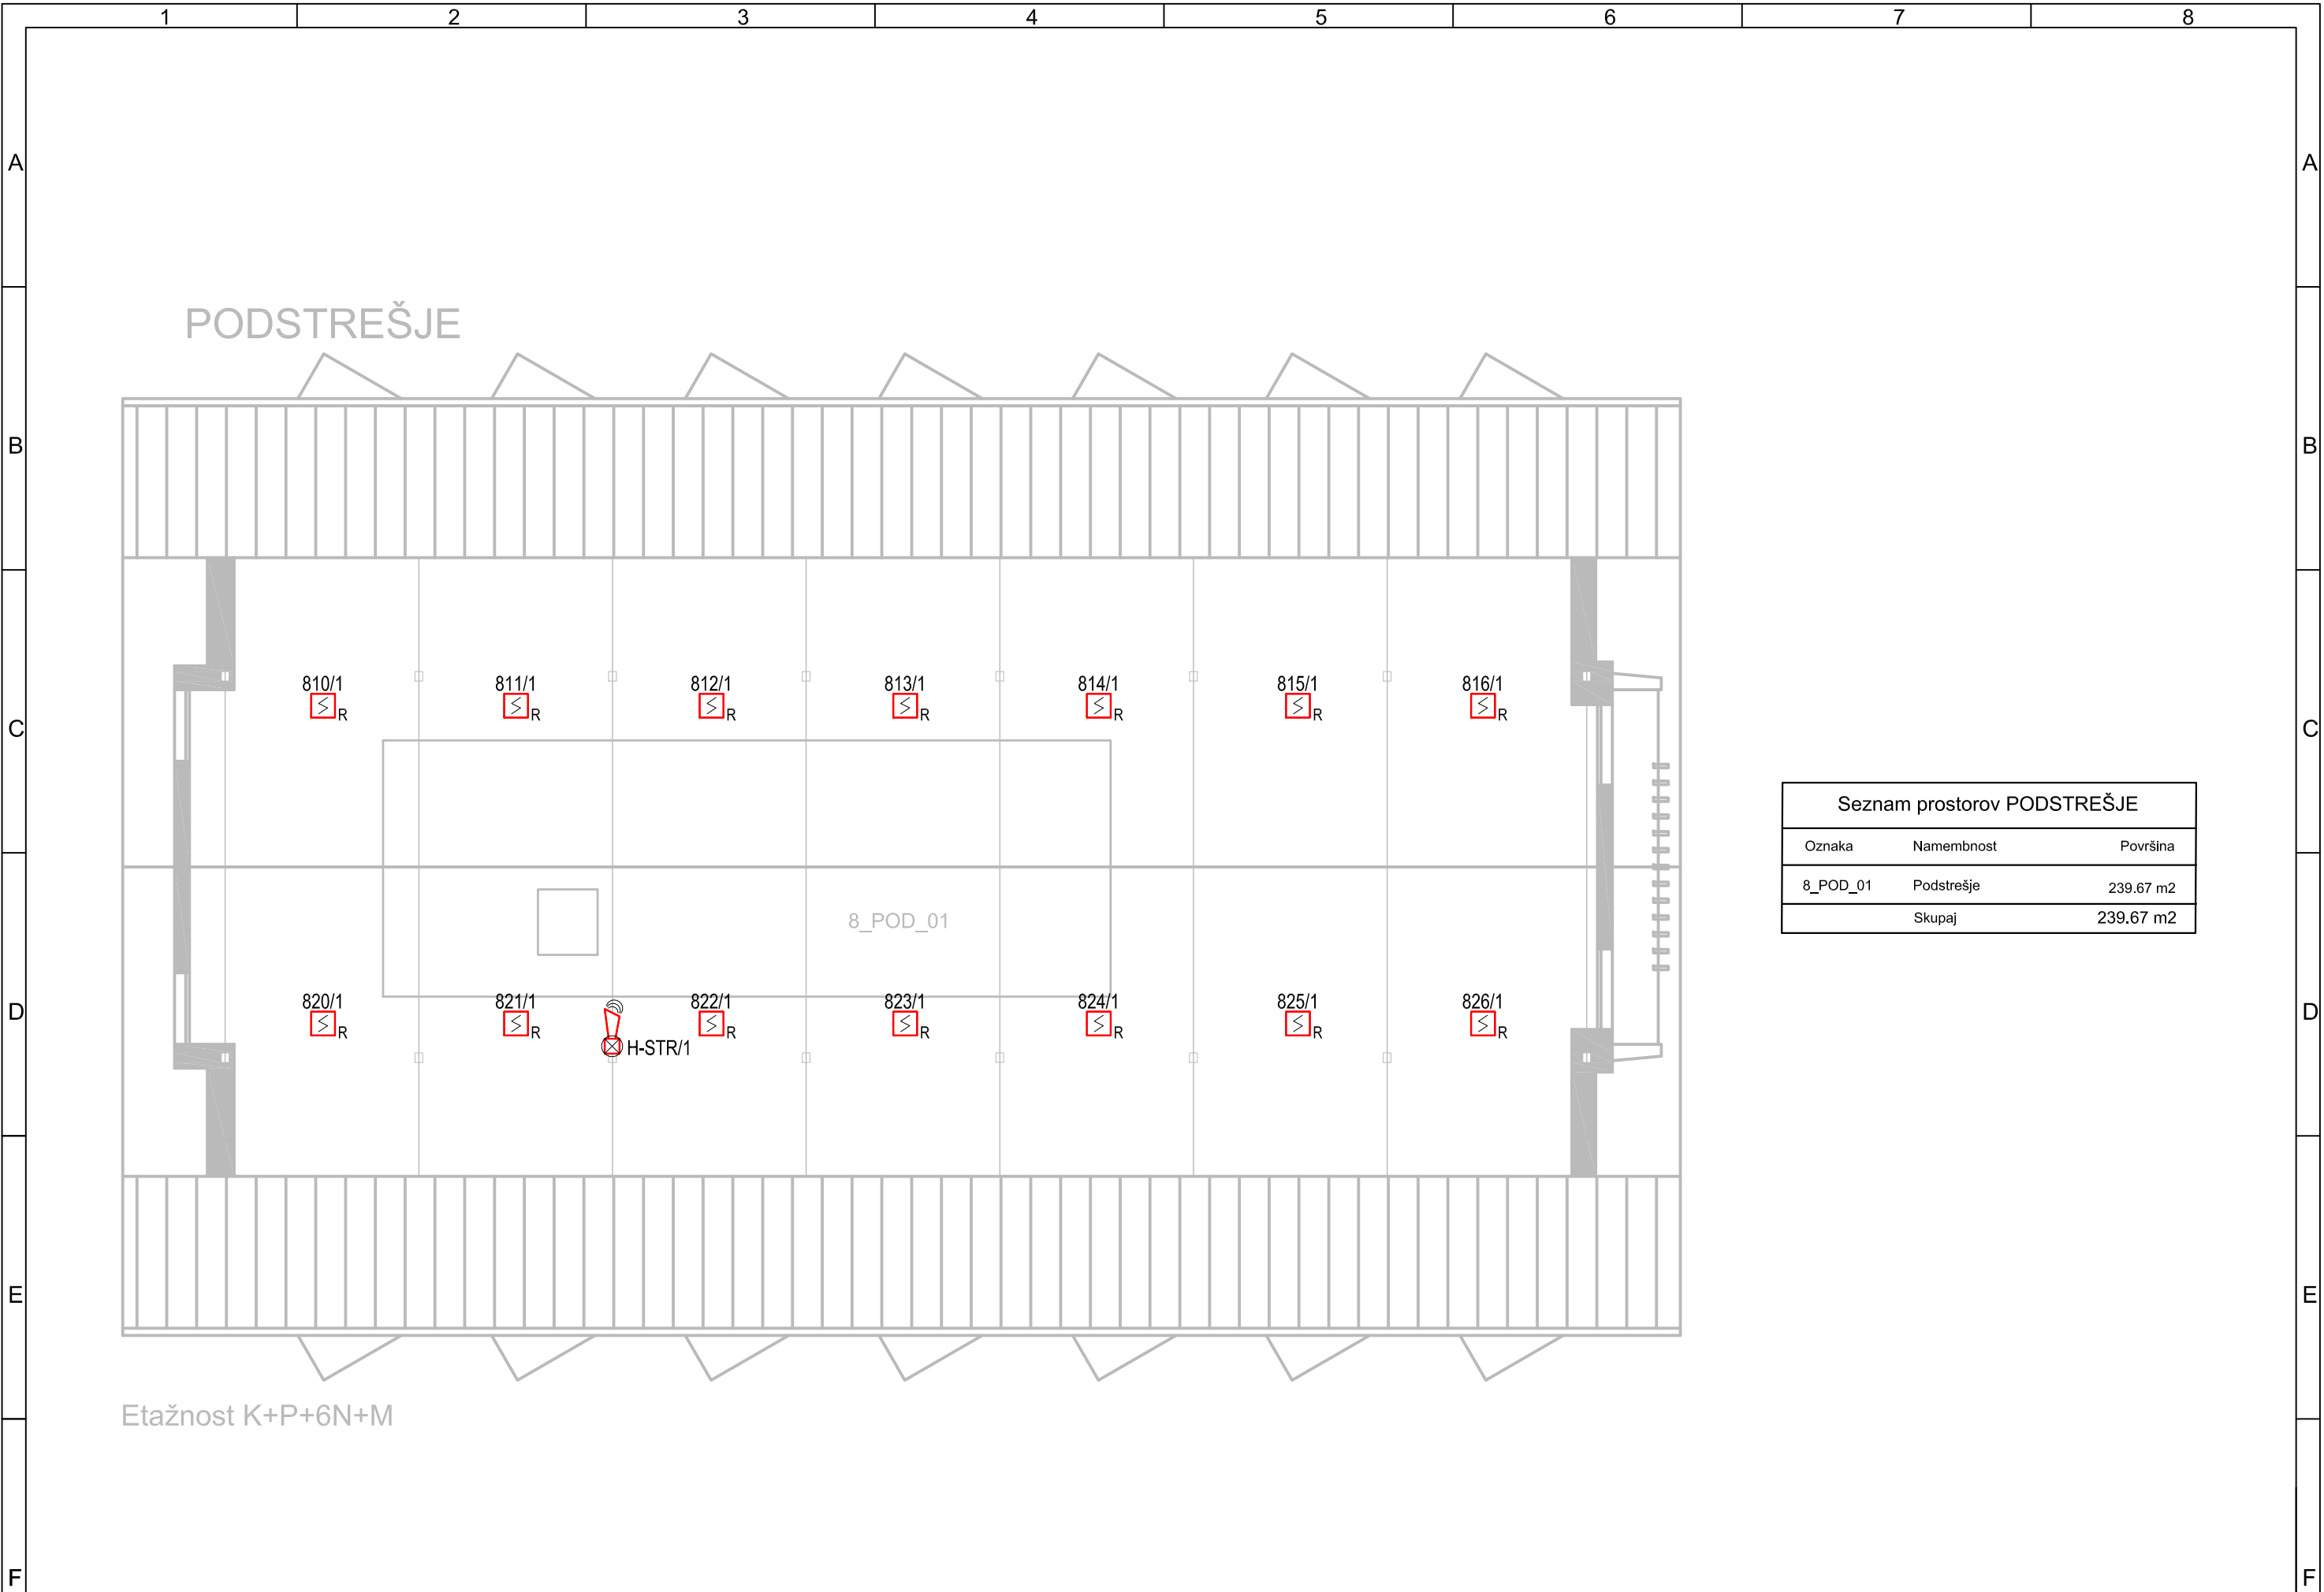 1 2 3 4 5 6 7 8
A A
PODSTREŠJE
B B
810/1 811/1 812/1 813/1 814/1 815/1 816/1
R R R R R R R
C C
Seznam prostorov PODSTREŠJE
Oznaka Namembnost Površina
8_POD_01 Podstrešje 239.67 m2
Skupaj 239.67 m2
8_POD_01
820/1 821/1 822/1 823/1 824/1 825/1 826/1
D D
R R R R R R R
H-STR/1
E E
Etažnost K+P+6N+M
F F